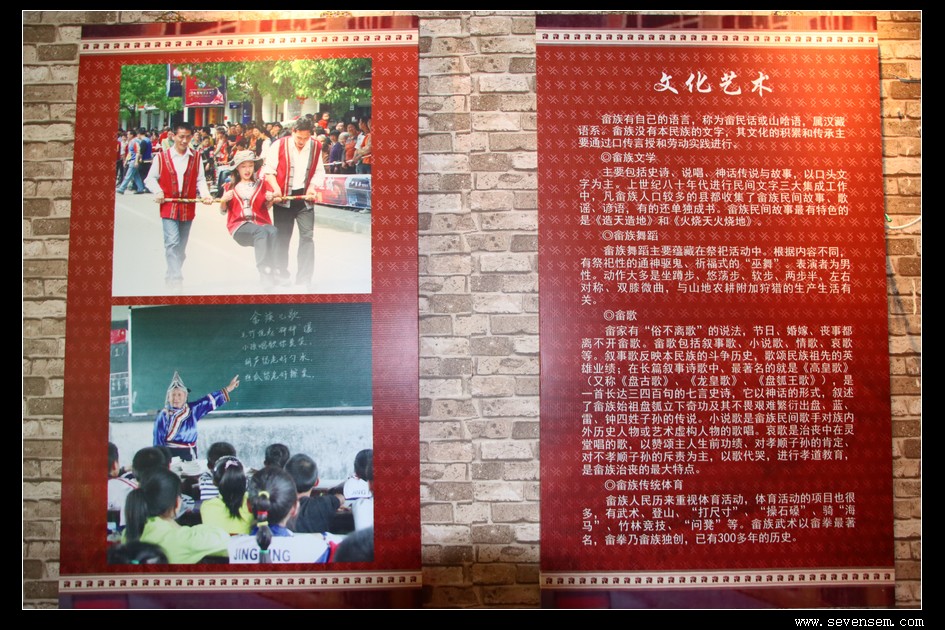 畲族之歌
JINGNING
文化艺术
畲族有自己的语言，称为畲民话或山哈语，属汉藏
语系。畲族没有本民族的文字，其文化的积累和传承主
要通过口传言授和劳动实践进行。
◎畲族文学
主要包括史诗、说唱、神话传说与故事，以口头文
字为主。上世纪八十年代进行民间文字三大集成工作
中，凡畲族人口较多的县都收集了畲族民间故事、歌
谣、谚语，有的还单独成书。畲族民间故事最有特色的
是《造天造地》和《火烧天火烧地》。
◎畲族舞蹈
畲族舞蹈主要蕴藏在祭祀活动中。根据内容不同，
有祭祀性的通神驱鬼、祈福式的“巫舞”。表演者为男
性。动作大多是坐蹲步、悠荡步、软步、两步半、左右
对称、双膝微曲，与山地农耕附加狩猎的生产生活有
关。
◎畲歌
畲家有“俗不离歌”的说法，节日、婚嫁、丧事都
离不开畲歌。畲歌包括叙事歌、小说歌、情歌、哀歌
等。叙事歌反映本民族的斗争历史，歌颂民族祖先的英
雄业绩；在长篇叙事诗歌中、最著名的就是《高皇歌》
（又称《盘古歌》、《龙皇歌》、《盘瓠王歌》），是
一首长达三四百句的七言史诗，它以神话的形式，叙述
了畲族始祖盘瓠立下奇功及其不畏艰难繁衍出盘、蓝、
雷、钟四姓子孙的传说。小说歌是畲族民间歌手对族内
外历史人物或艺术虚构人物的歌唱。哀歌是治丧中在灵
堂唱的歌，以赞颂主人生前功绩、对孝顺子孙的肯定、
对不孝顺子孙的斥责为主，以歌代哭，进行孝道教育，
是畲族治丧的最大特点。
◎畲族传统体育
畲族人民历来重视体育活动，体育活动的项目也很
多，有武术、登山、“打尺寸”、“操石磉”、骑“海
马”、竹林竞技、“问凳”等。畲族武术以畲拳最著
名，畲拳乃畲族独创，已有300多年的历史。
www.sevensem.com